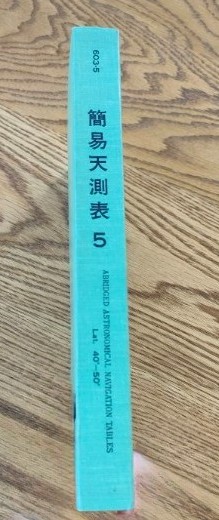 603-5
簡易天測表 5
ABRIDGED ASTRONOMICAL NAVIGATION TABLES
Lat. 40°-50°